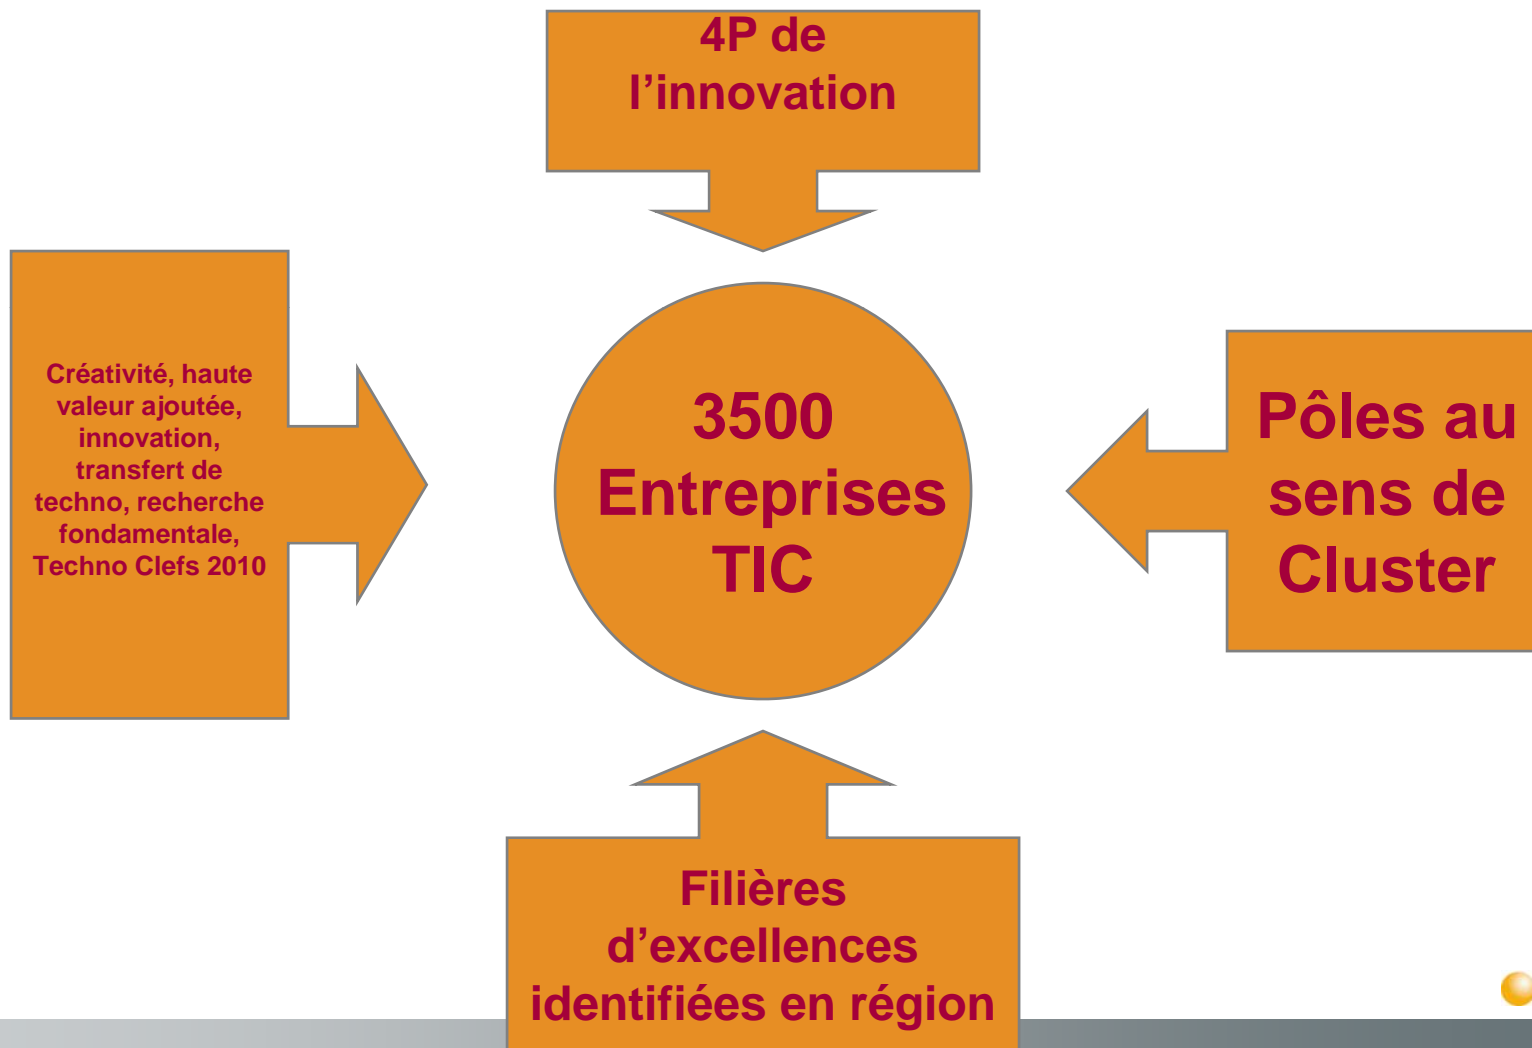 4P de
l’innovation
Créativité, haute
valeur ajoutée,
innovation,
transfert de
techno, recherche
fondamentale,
Techno Clefs 2010
3500
Entreprises
TIC
Pôles au
sens de
Cluster
Filières
d’excellences
identifiées en région